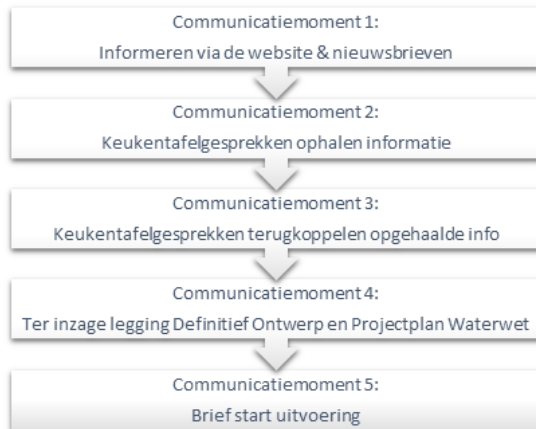 Communicatiemoment 1:
Informeren via de website & nieuwsbrieven
Communicatiemoment 2:
Keukentafelgesprekken ophalen informatie
Communicatiemoment 3:
Keukentafelgesprekken terugkoppelen opgehaalde info
Communicatiemoment 4:
Ter inzage legging Definitief Ontwerp en Projectplan Waterwet
Communicatiemoment 5:
Brief start uitvoering